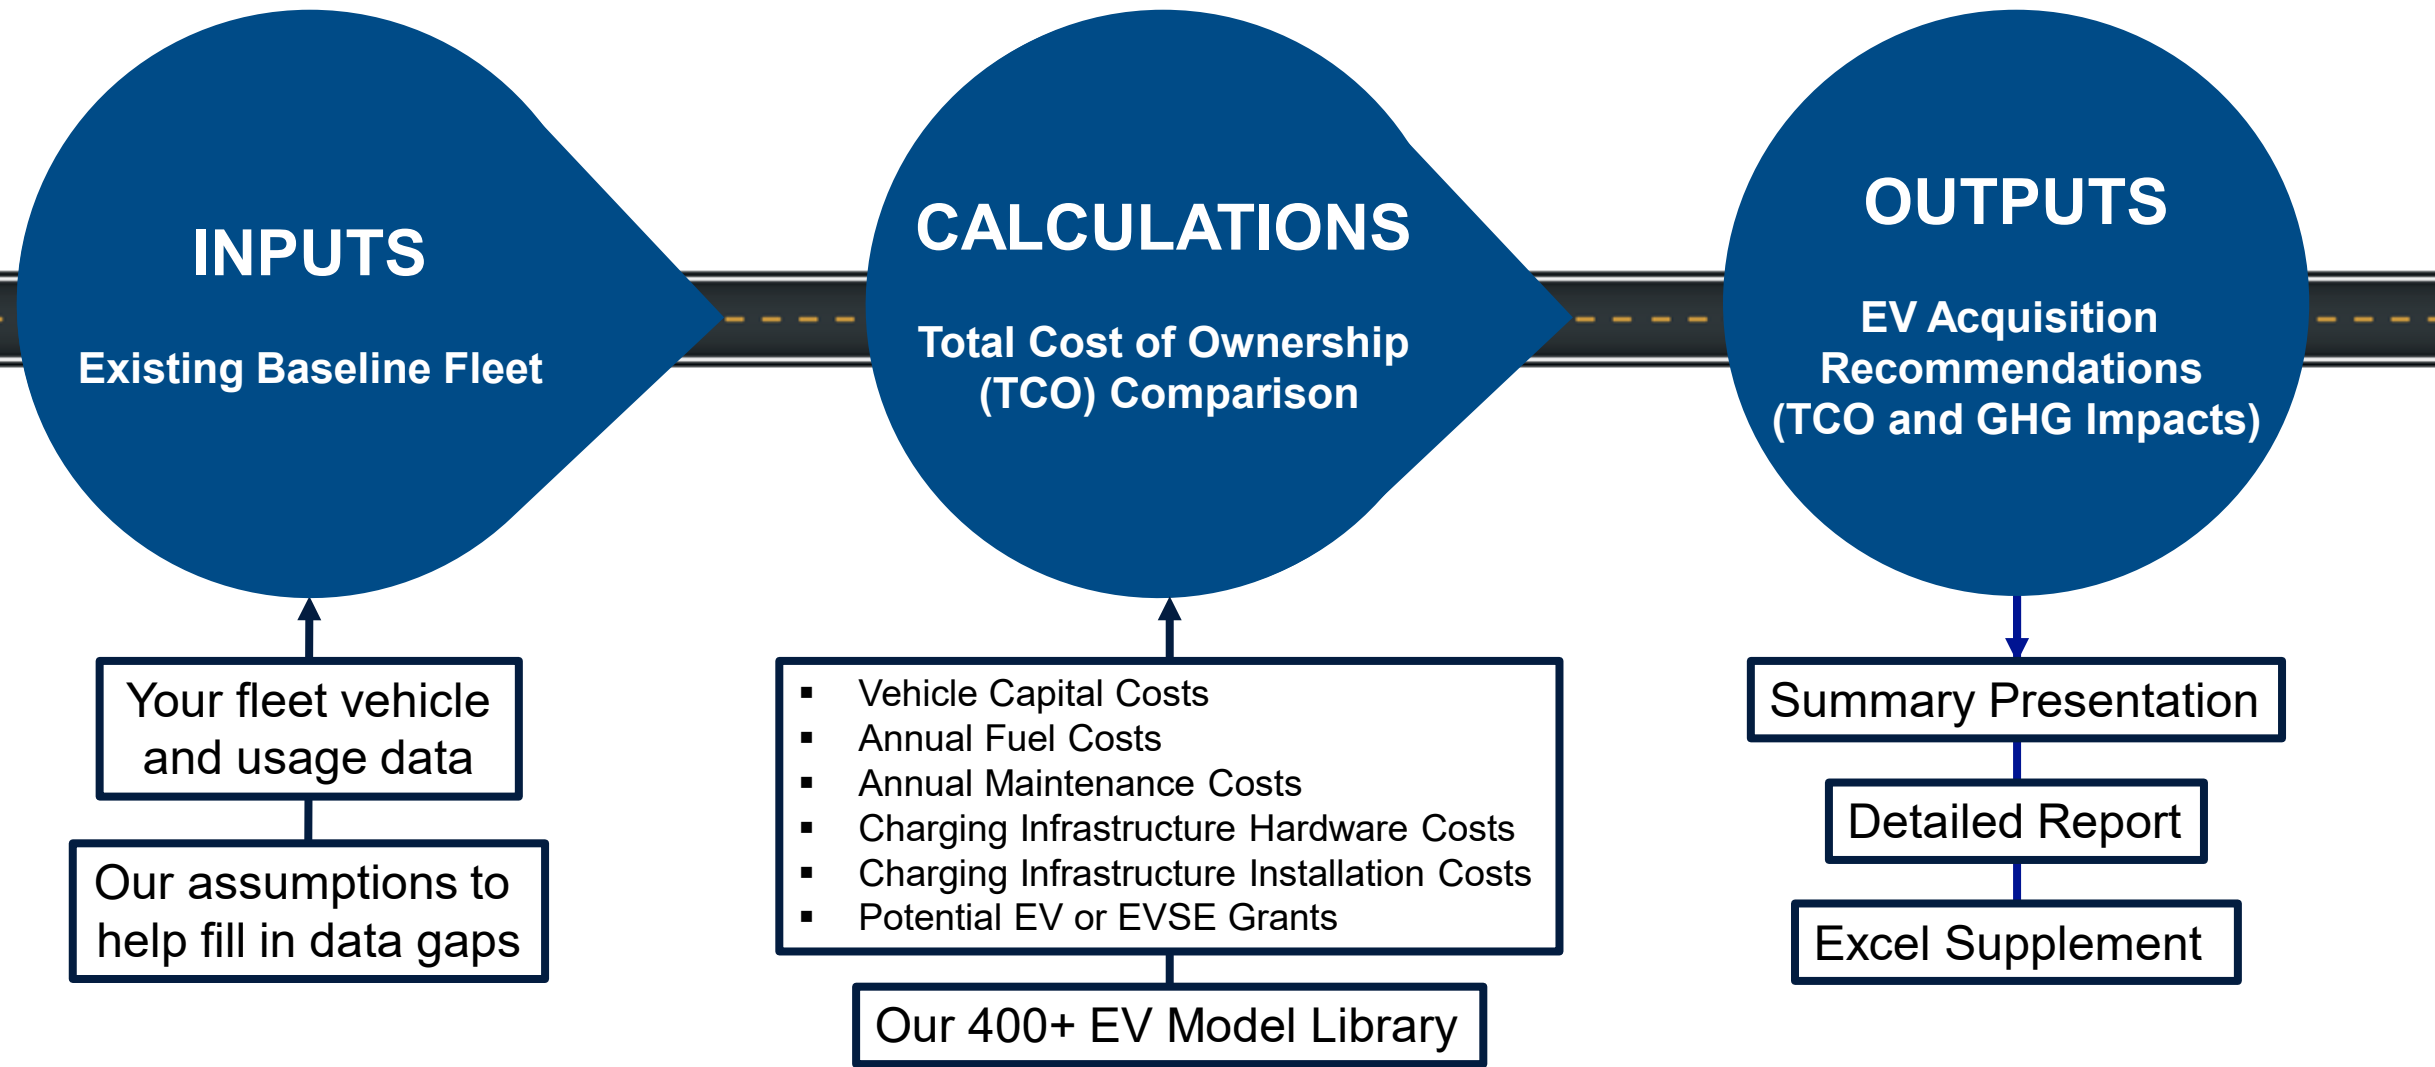 INPUTS
Existing Baseline Fleet
Your fleet vehicle
and usage data
Our assumptions to
help fill in data gaps
CALCULATIONS
Total Cost of Ownership
(TCO) Comparison
▪ Vehicle Capital Costs
▪ Annual Fuel Costs
▪ Annual Maintenance Costs
▪ Charging Infrastructure Hardware Costs
▪ Charging Infrastructure Installation Costs
▪ Potential EV or EVSE Grants
Our 400+ EV Model Library
OUTPUTS
EV Acquisition
Recommendations
(TCO and GHG Impacts)
Summary Presentation
Detailed Report
Excel Supplement